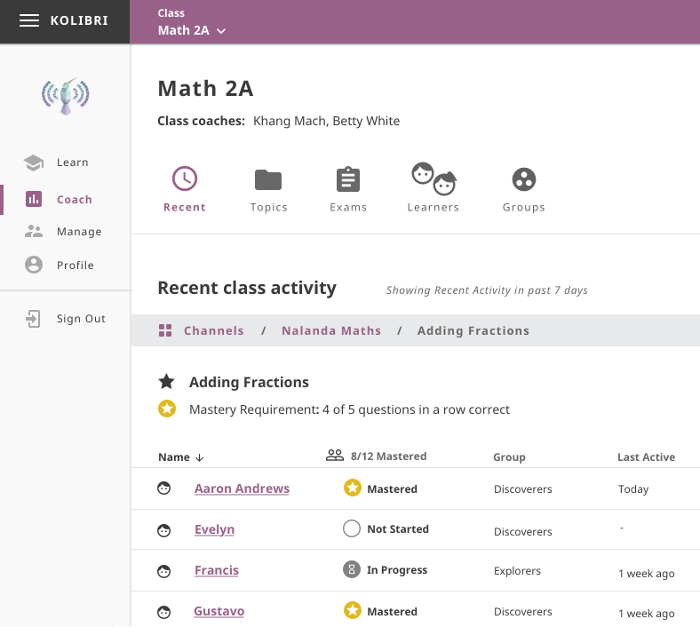 KOLIBRI
Class
Math 2A
Learn
Coach
Manage
Profile
Sign Out
Math 2A
Class coaches: Khang Mach, Betty White
Recent Topics Exams Learners Groups
Recent class activity Showing Recent Activity in past 7 days
Channels / Nalanda Maths / Adding Fractions
Adding Fractions
Mastery Requirement: 4 of 5 questions in a row correct
Name 8/12 Mastered Group Last Active
Aaron Andrews Mastered Discoverers Today
Evelyn Not Started Discoverers -
Francis In Progress Explorers 1 week ago
Gustavo Mastered Discoverers 1 week ago